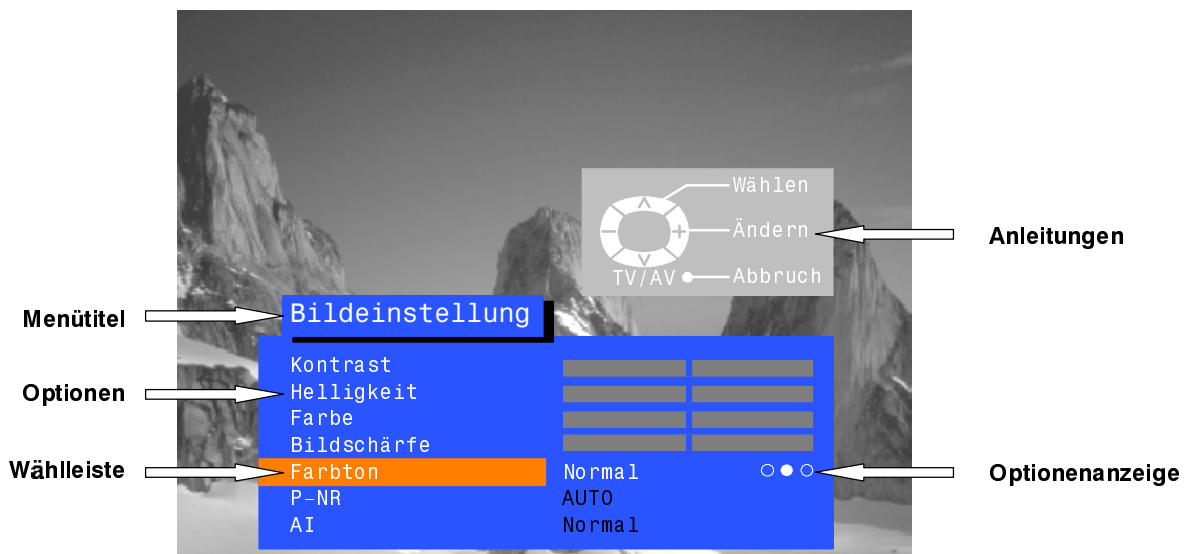 Wählen
Ändern
TV/AV Abbruch
Anleitungen
Menütitel
Bildeinstellung
Kontrast
Optionen
Helligkeit
Farbe
Bildschärfe
Wählleiste
Farbton Normal
Optionenanzeige
P-NR AUTO
AI Normal